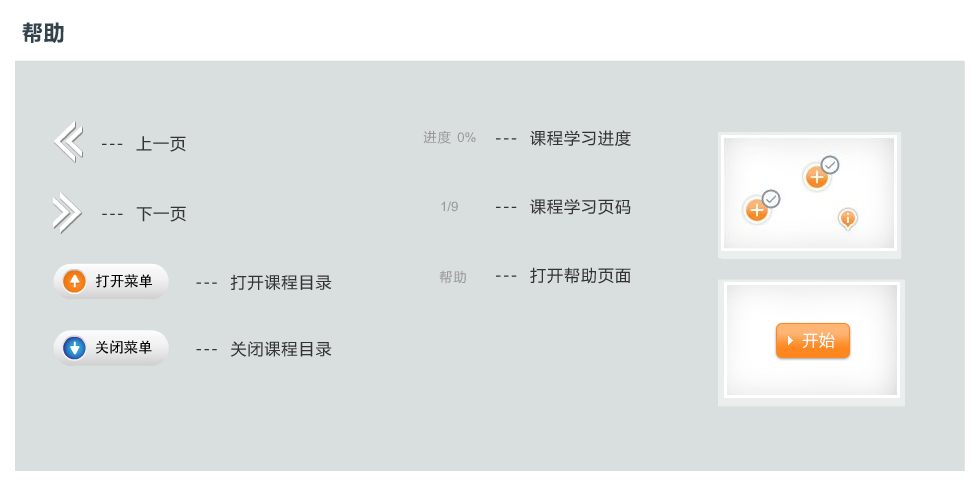 帮助
--- 上一页
--- 下一页
打开菜单 --- 打开课程目录
关闭菜单 --- 关闭课程目录
进度 0% --- 课程学习进度
1/9 --- 课程学习页码
帮助 --- 打开帮助页面
开始